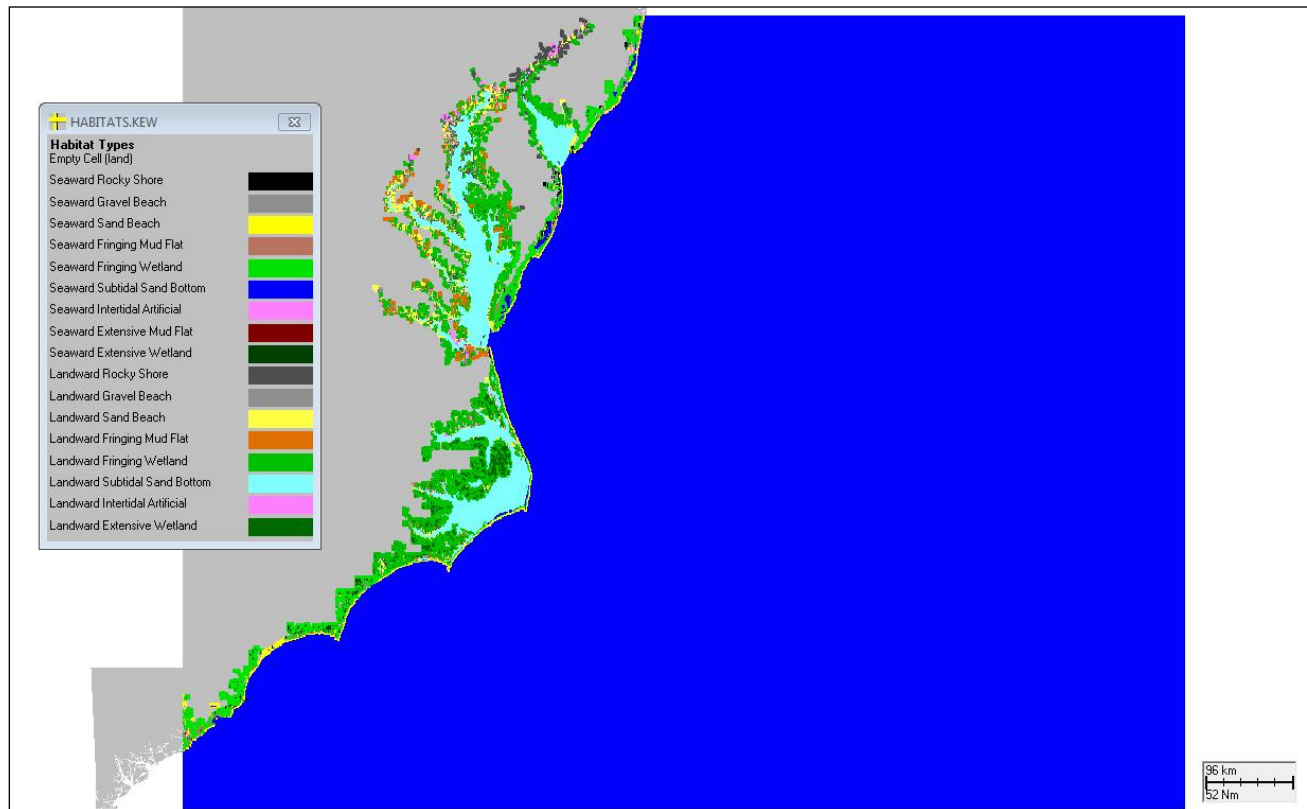 HABITATS.KEW
Habitat Types
Empty Cell (land)
Seaward Rocky Shore
Seaward Gravel Beach
Seaward Sand Beach
Seaward Fringing Mud Flat
Seaward Fringing Wetland
Seaward Subtidal Sand Bottom
Seaward Intertidal Artificial
Seaward Extensive Mud Flat
Seaward Extensive Wetland
Landward Rocky Shore
Landward Gravel Beach
Landward Sand Beach
Landward Fringing Mud Flat
Landward Fringing Wetland
Landward Subtidal Sand Bottom
Landward Intertidal Artificial
Landward Extensive Wetland
96 km
52 Nm